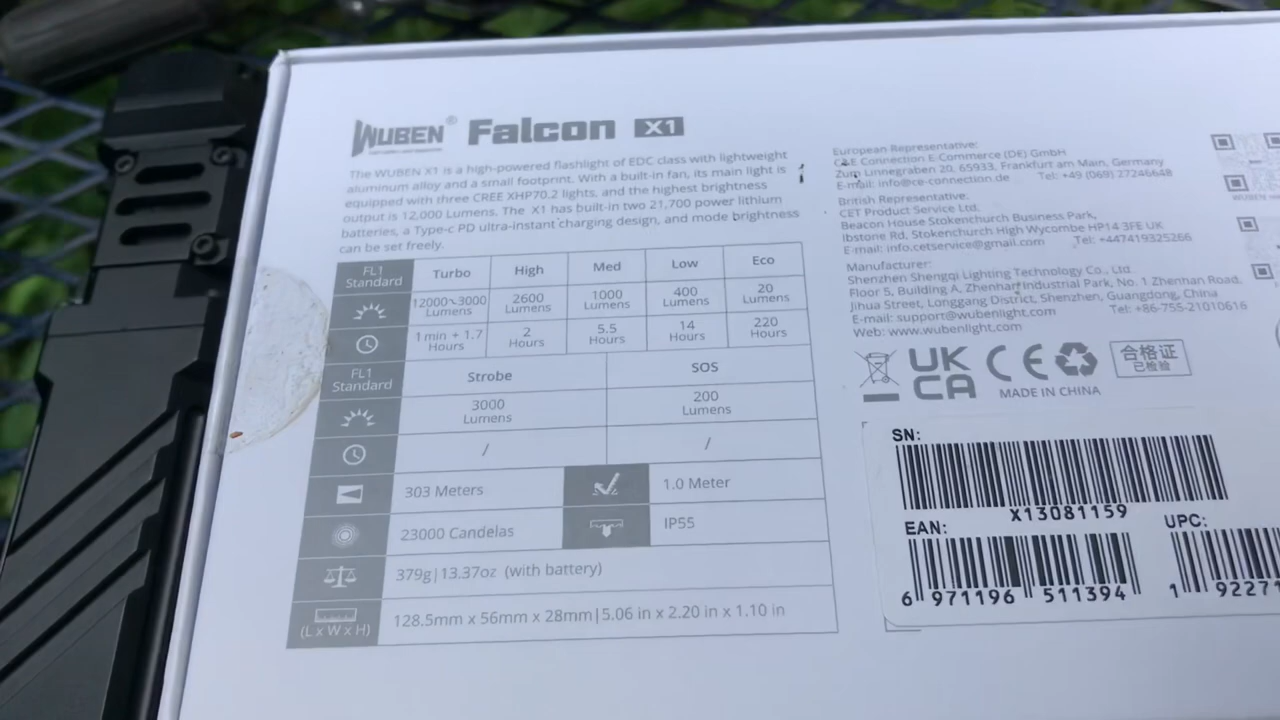 WUBEN® Falcon X1
The WUBEN X1 is a high-powered flashlight of EDC class with lightweight
aluminum alloy and a small footprint. With a built-in fan, its main light is
equipped with three CREE XHP70.2 lights, and the highest brightness
output is 12,000 Lumens. The X1 has built-in two 21,700 power lithium
batteries, a Type-c PD ultra-instant charging design, and mode brightness
can be set freely.
FL1 Standard Turbo High Med Low Eco
12000↘3000 Lumens 2600 Lumens 1000 Lumens 400 Lumens 20 Lumens
1 min + 1.7 Hours 2 Hours 5.5 Hours 14 Hours 220 Hours
FL1 Standard Strobe SOS
3000 Lumens 200 Lumens
/ /
303 Meters 1.0 Meter
23000 Candelas IP55
379g|13.37oz (with battery)
(L x W x H) 128.5mm x 56mm x 28mm|5.06 in x 2.20 in x 1.10 in
European Representative:
C&E Connection E-Commerce (DE) GmbH
Zum Linnegraben 20, 65933, Frankfurt am Main, Germany
E-mail: info@ce-connection.de Tel: +49 (069) 27246648
British Representative.
CET Product Service Ltd.
Beacon House Stokenchurch Business Park,
Ibstone Rd, Stokenchurch High Wycombe HP14 3FE UK
E-mail: info.cetservice@gmail.com Tel: +447419325266
Manufacturer:
Shenzhen Shengqi Lighting Technology Co., Ltd
Floor 5, Building A, Zhenhan Industrial Park, No. 1 Zhenhan Road,
Jihua Street, Longgang District, Shenzhen, Guangdong, China
E-mail: support@wubenlight.com Tel: +86-755-21010616
Web: www.wubenlight.com
UK
CA CE
合格证
已检验
MADE IN CHINA
SN:
X13081159
EAN: UPC:
6 971196 511394 1 92271